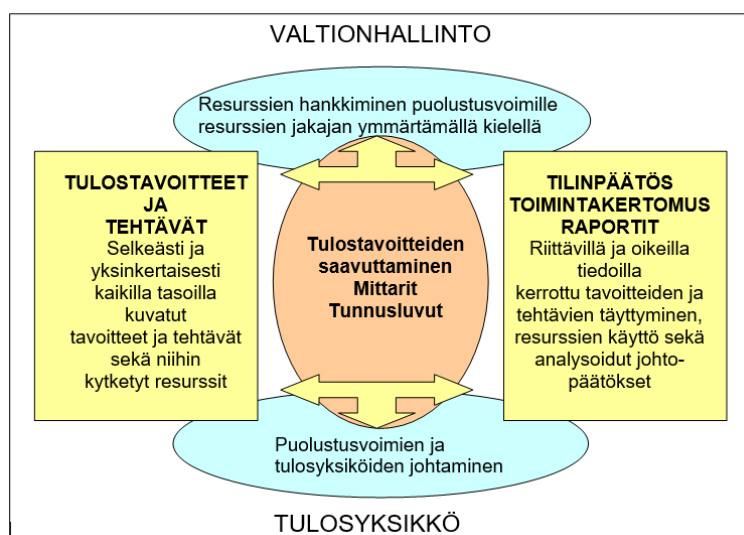 VALTIONHALLINTO
Resurssien hankkiminen puolustusvoimille
resurssien jakajan ymmärtämällä kielellä
TULOSTAVOITTEET
JA
TEHTÄVÄT
Selkeästi ja
yksinkertaisesti
kaikilla tasoilla
kuvatut
tavoitteet ja tehtävät
sekä niihin
kytketyt resurssit
Tulostavoitteiden
saavuttaminen
Mittarit
Tunnusluvut
TILINPÄÄTÖS
TOIMINTAKERTOMUS
RAPORTIT
Riittävillä ja oikeilla
tiedoilla
kerrottu tavoitteiden ja
tehtävien täyttyminen,
resurssien käyttö sekä
analysoidut johto-
päätökset
Puolustusvoimien ja
tulosyksiköiden johtaminen
TULOSYKSIKKÖ